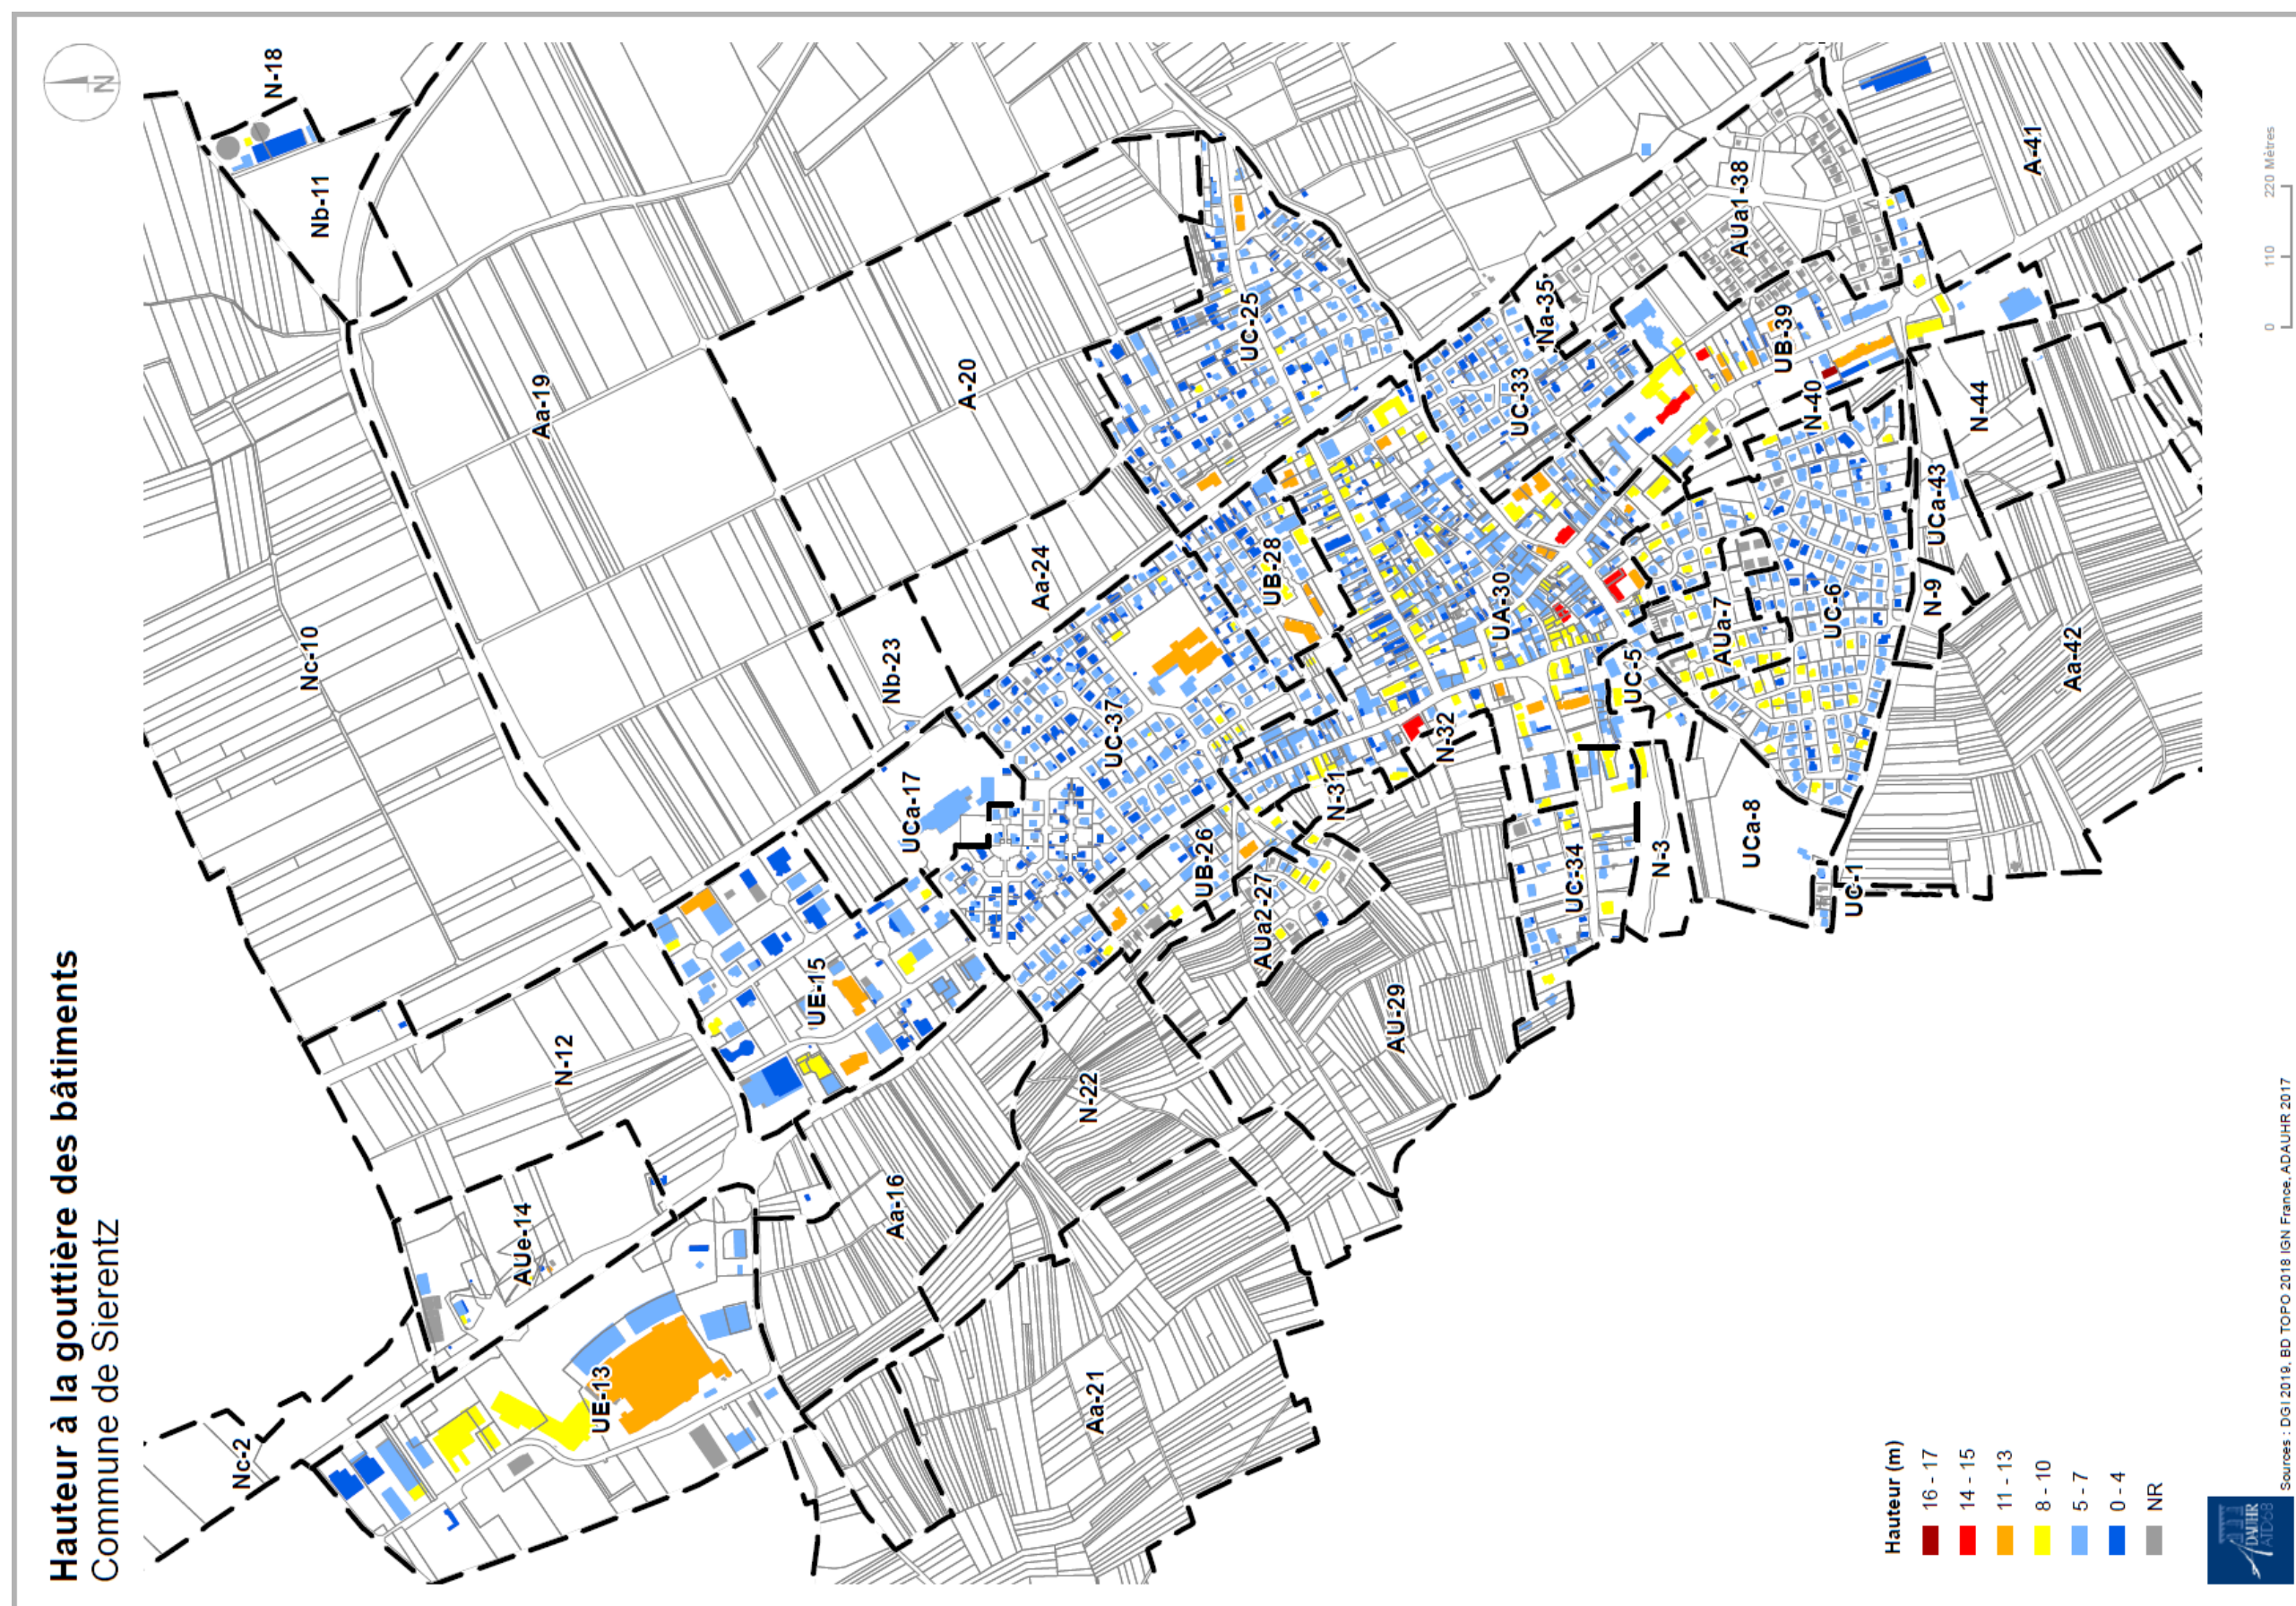 Hauteur à la gouttière des bâtiments
Commune de Sierentz
N
Nc-2
UE-13
AUe-14
N-12
Nc-10
Nb-11
N-18
Aa-19
A-20
UE-15
Aa-16
Aa-21
N-22
UCa-17
Nb-23
Aa-24
UC-37
UC-25
UB-26
AUa2-27
UB-28
AU-29
N-31
N-32
UA-30
UC-33
Na-35
AUa1-38
UB-39
N-40
A-41
UC-34
N-3
UC-5
AUa-7
UC-6
UCa-8
UC-1
N-9
UCa-43
N-44
Aa-42
Hauteur (m)
16 - 17
14 - 15
11 - 13
8 - 10
5 - 7
0 - 4
NR
0 110 220 Mètres
ADAUHR
ATD68
Sources : DGI 2019, BD TOPO 2018 IGN France, ADAUHR 2017